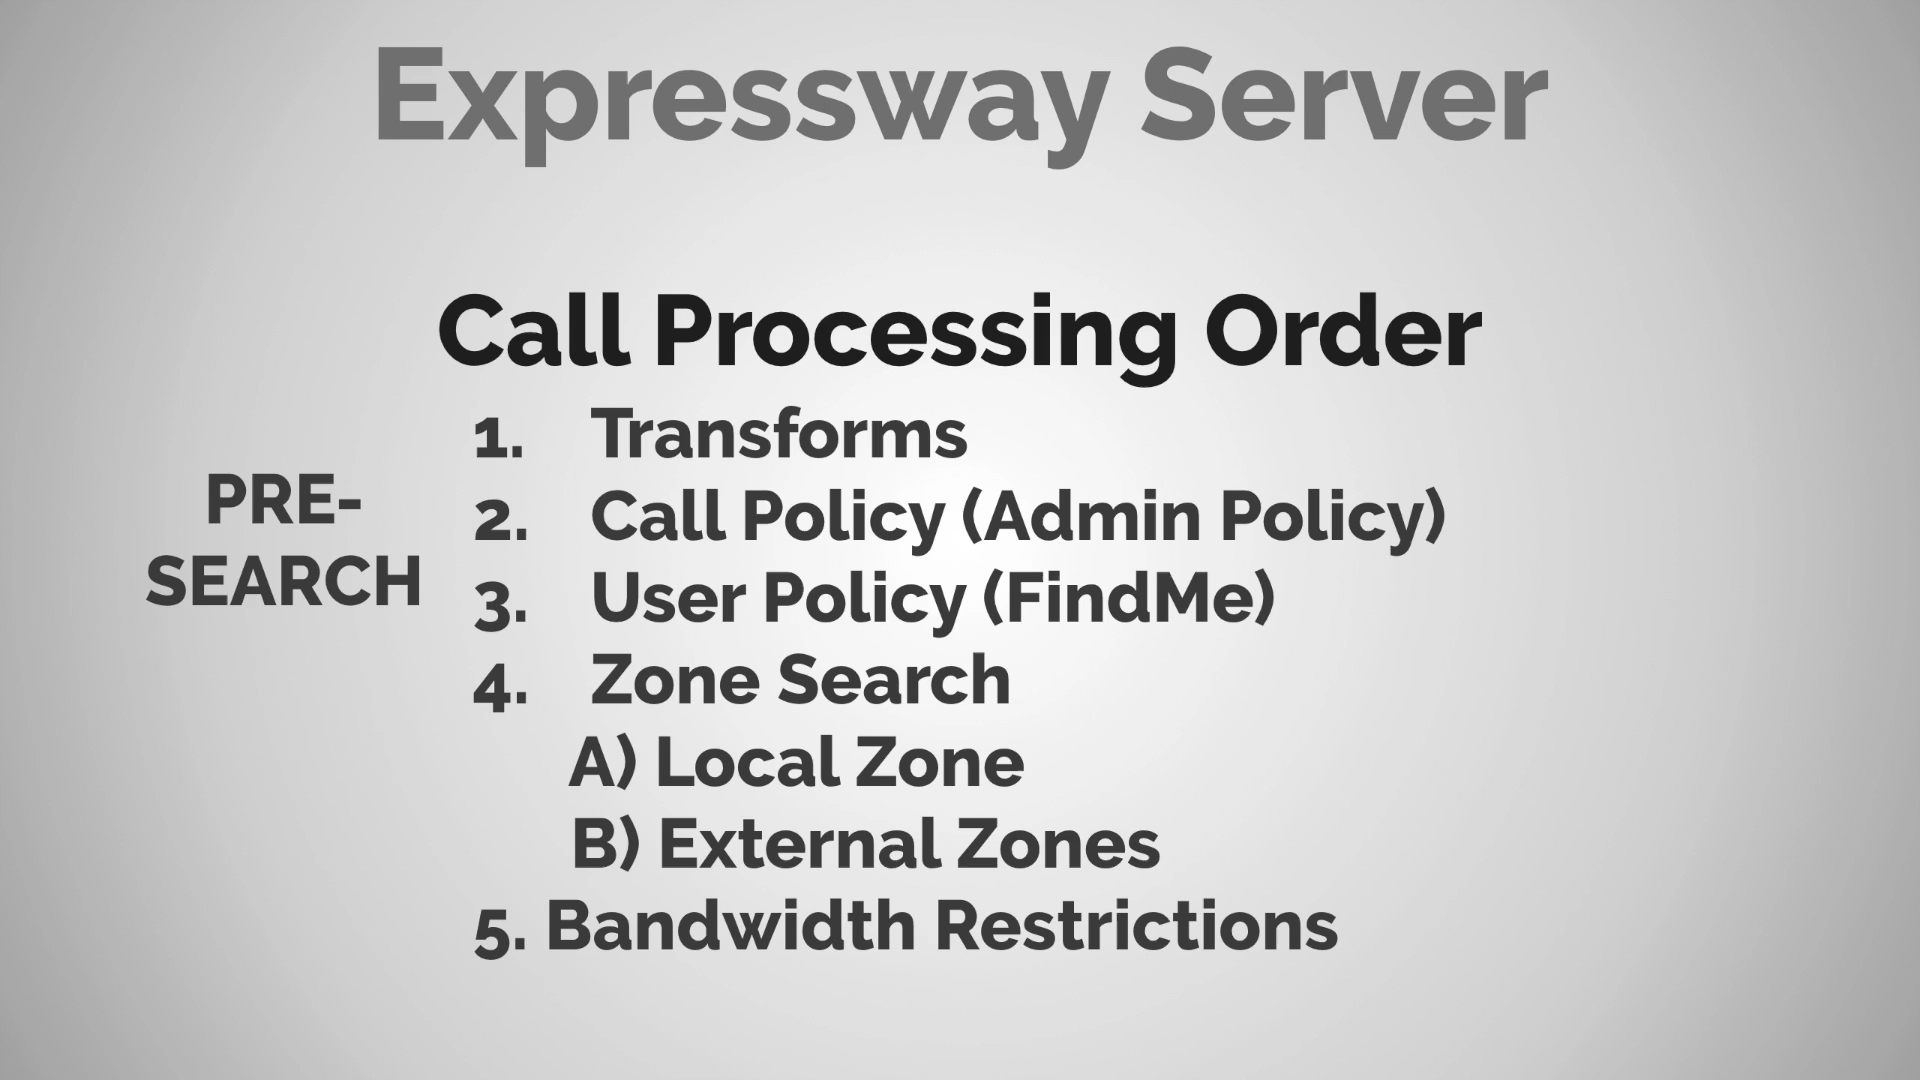 Expressway Server
Call Processing Order
PRE-
SEARCH
1. Transforms
2. Call Policy (Admin Policy)
3. User Policy (FindMe)
4. Zone Search
A) Local Zone
B) External Zones
5. Bandwidth Restrictions